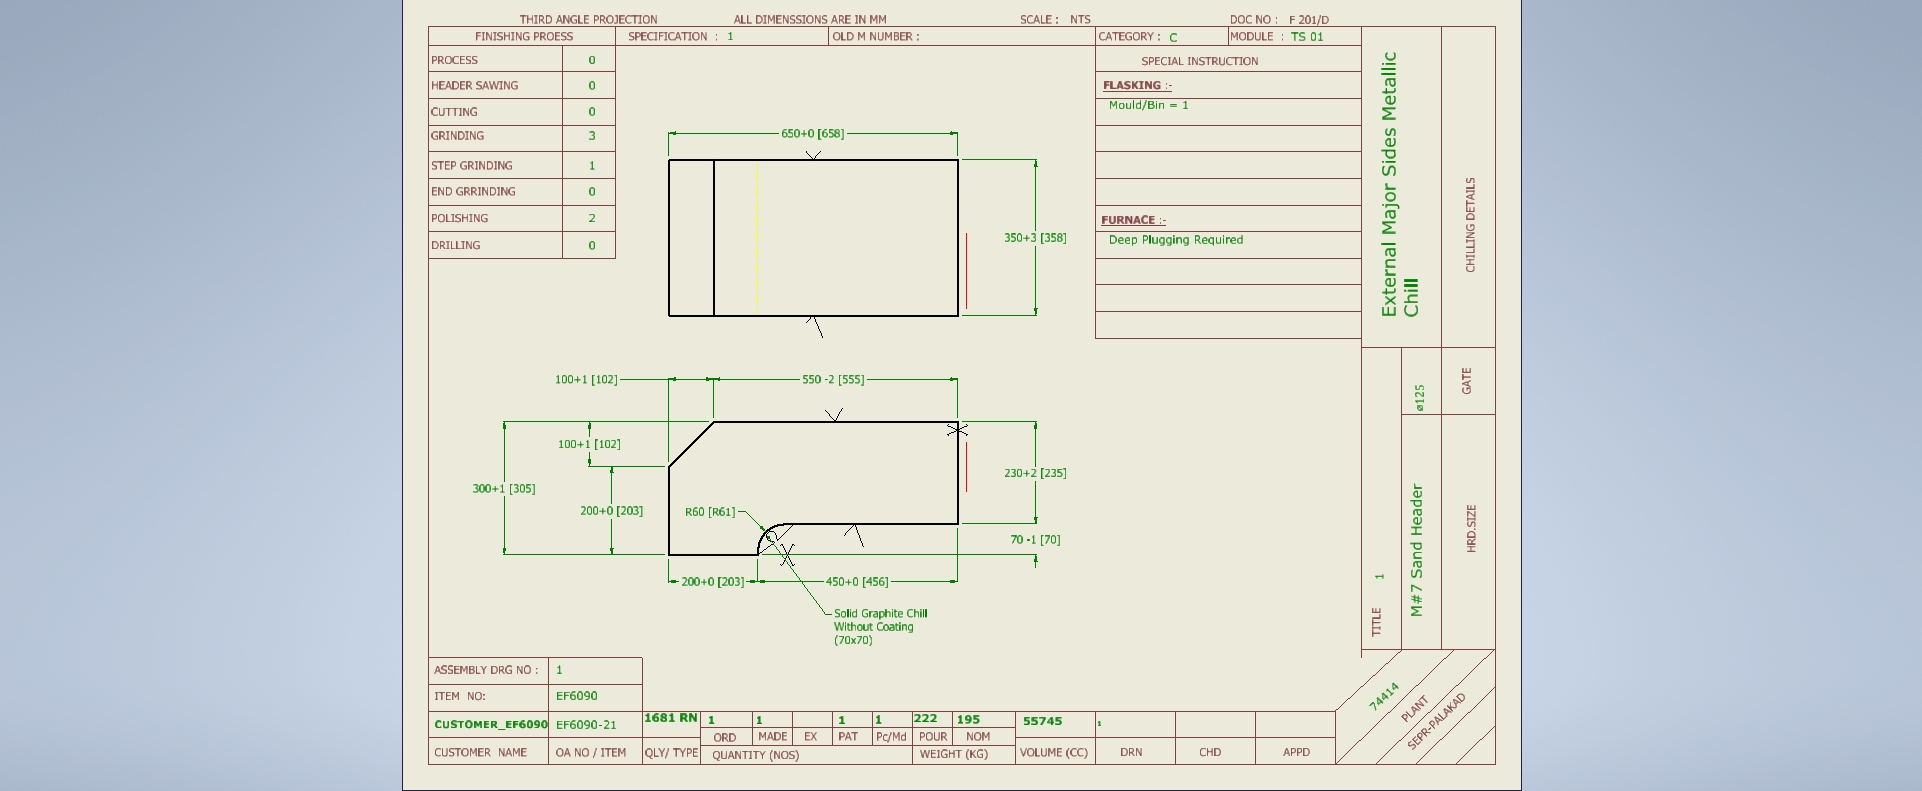 THIRD ANGLE PROJECTION ALL DIMENSSIONS ARE IN MM SCALE : NTS DOC NO : F 201/D
FINISHING PROESS SPECIFICATION : 1 OLD M NUMBER : CATEGORY : C MODULE : TS 01
PROCESS 0
HEADER SAWING 0
CUTTING 0
GRINDING 3
STEP GRINDING 1
END GRRINDING 0
POLISHING 2
DRILLING 0
SPECIAL INSTRUCTION
FLASKING :-
Mould/Bin = 1
FURNACE :-
Deep Plugging Required
650+0 [658]
350+3 [358]
100+1 [102] 550 -2 [555]
100+1 [102]
300+1 [305]
200+0 [203]
R60 [R61]
230+2 [235]
70 -1 [70]
200+0 [203] 450+0 [456]
Solid Graphite Chill
Without Coating
(70x70)
External Major Sides Metallic
Chill
CHILLING DETAILS
ø125
GATE
TITLE 1
M#7 Sand Header
HRD.SIZE
74414
PLANT
SEPR-PALAKAD
ASSEMBLY DRG NO : 1
ITEM NO: EF6090
CUSTOMER_EF6090 EF6090-21 1681 RN 1 1 1 1 222 195 55745 1
ORD MADE EX PAT Pc/Md POUR NOM
CUSTOMER NAME OA NO / ITEM QLY/ TYPE QUANTITY (NOS) WEIGHT (KG) VOLUME (CC) DRN CHD APPD